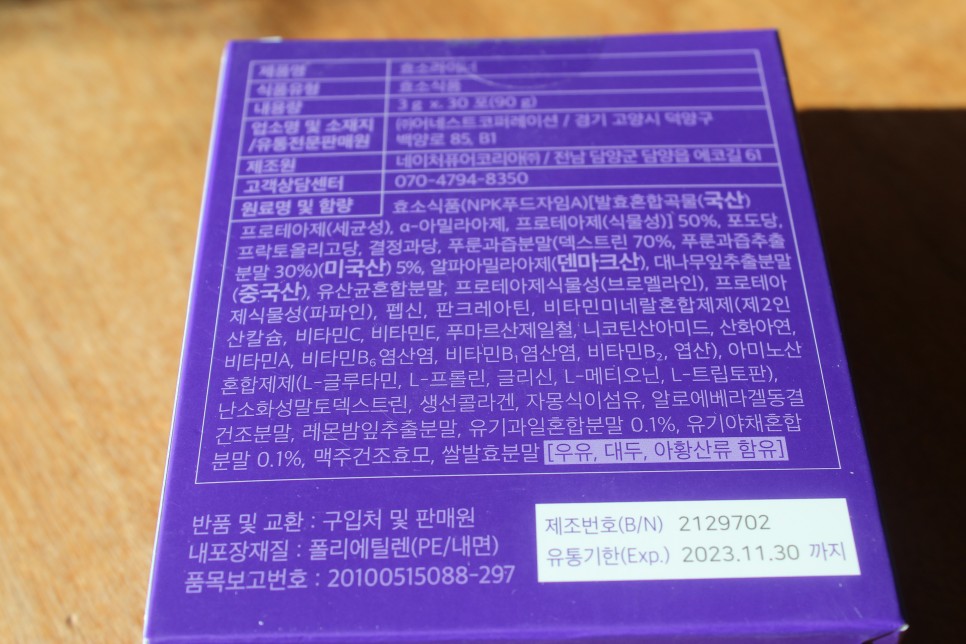 제품명 효소라이너
식품유형 효소식품
내용량 3 g x 30 포(90 g)
업소명 및 소재지 ㈜어네스트코퍼레이션 / 경기 고양시 덕양구
/유통전문판매원 백양로 85, B1
제조원 네이처퓨어코리아㈜ / 전남 담양군 담양읍 에코길 61
고객상담센터 070-4794-8350
원료명 및 함량 효소식품(NPK푸드자임A)[발효혼합곡물(국산)
프로테아제(세균성), α-아밀라아제, 프로테아제(식물성)] 50%, 포도당,
프락토올리고당, 결정과당, 푸룬과즙분말(덱스트린 70%, 푸룬과즙추출
분말 30%)(미국산) 5%, 알파아밀라아제(덴마크산), 대나무잎추출분말
(중국산), 유산균혼합분말, 프로테아제식물성(브로멜라인), 프로테아
제식물성(파파인), 펩신, 판크레아틴, 비타민미네랄혼합제제(제2인
산칼슘, 비타민C, 비타민E, 푸마르산제일철, 니코틴산아미드, 산화아연,
비타민A, 비타민B₆염산염, 비타민B₁염산염, 비타민B₂, 엽산), 아미노산
혼합제제(L-글루타민, L-프롤린, 글리신, L-메티오닌, L-트립토판),
난소화성말토덱스트린, 생선콜라겐, 자몽식이섬유, 알로에베라겔동결
건조분말, 레몬밤잎추출분말, 유기과일혼합분말 0.1%, 유기야채혼합
분말 0.1%, 맥주건조효모, 쌀발효분말 [우유, 대두, 아황산류 함유]
반품 및 교환 : 구입처 및 판매원
내포장재질 : 폴리에틸렌(PE/내면)
품목보고번호 : 20100515088-297
제조번호(B/N) 2129702
유통기한(Exp.) 2023.11.30 까지